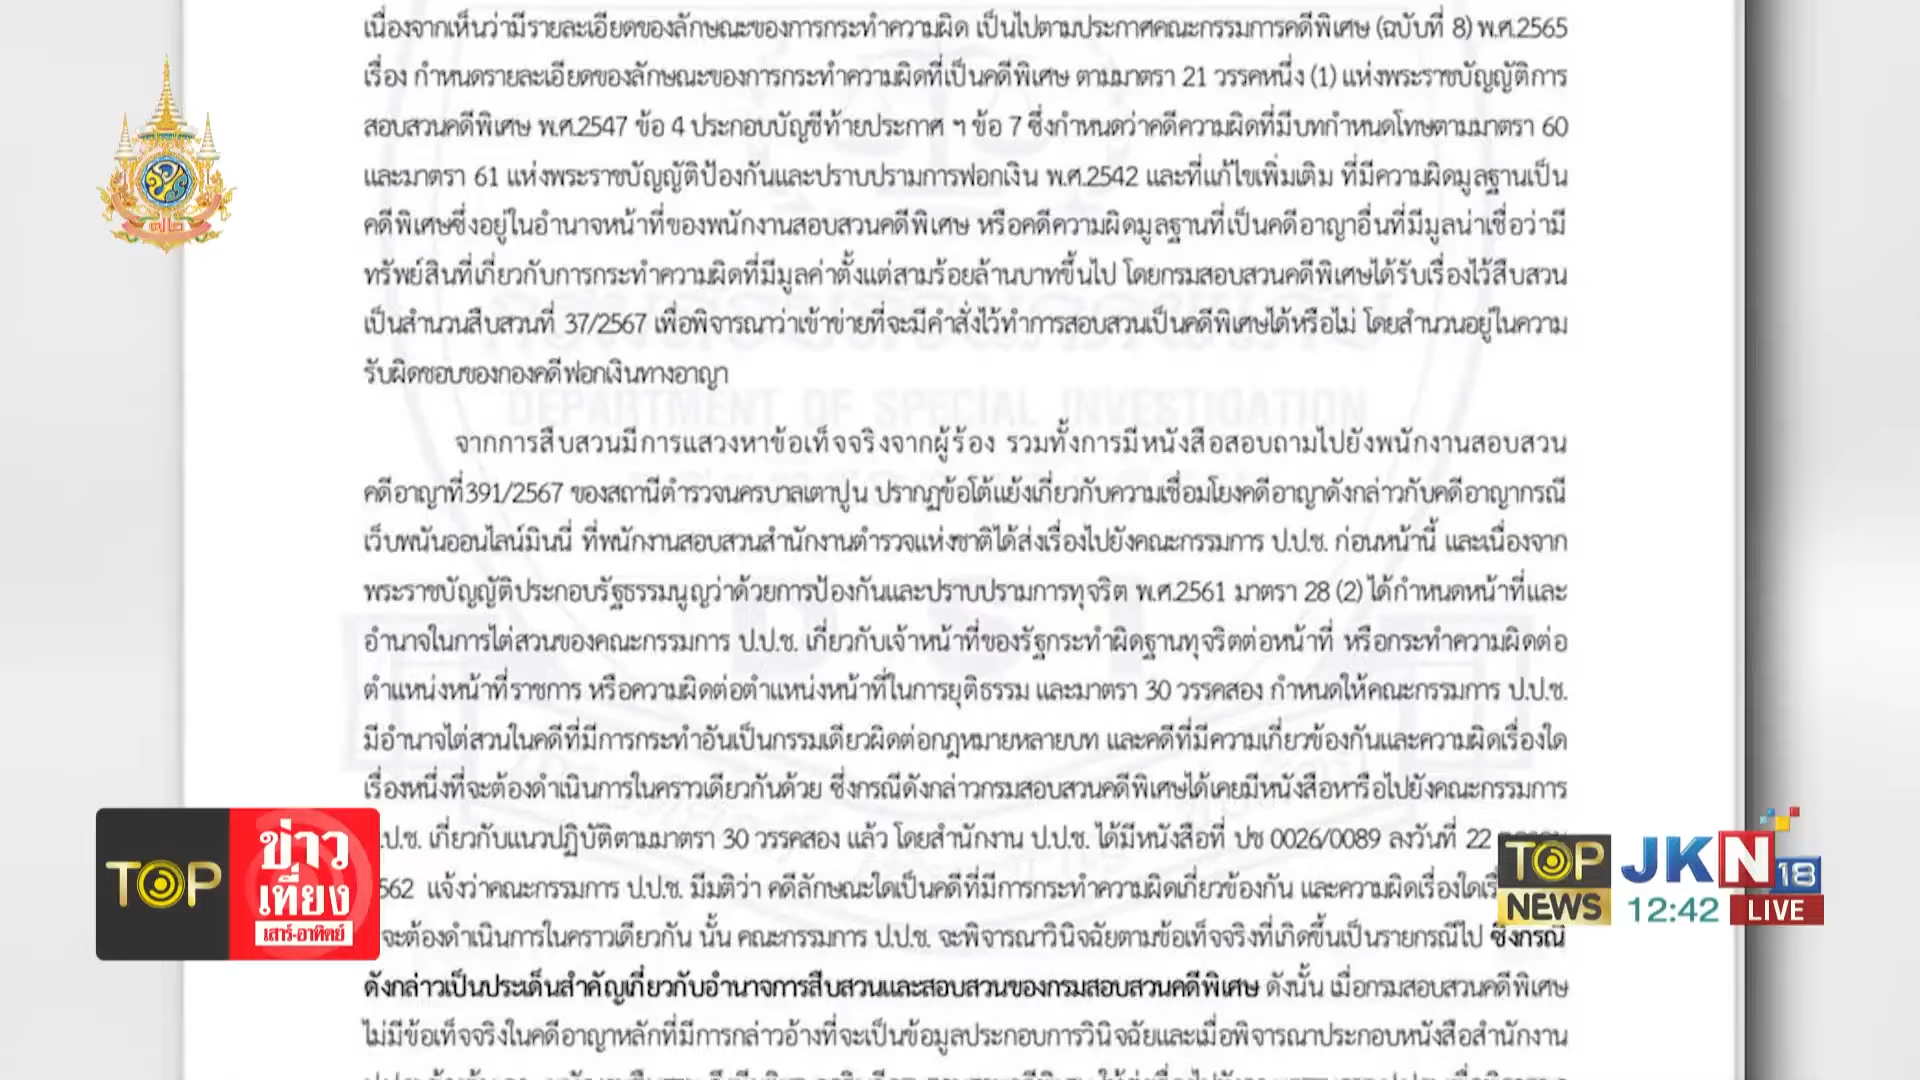 เนื่องจากเห็นว่ามีรายละเอียดของลักษณะของการกระทำความผิด เป็นไปตามประกาศคณะกรรมการคดีพิเศษ (ฉบับที่ 8) พ.ศ.2565
เรื่อง กำหนดรายละเอียดของลักษณะของการกระทำความผิดที่เป็นคดีพิเศษ ตามมาตรา 21 วรรคหนึ่ง (1) แห่งพระราชบัญญัติการ
สอบสวนคดีพิเศษ พ.ศ.2547 ข้อ 4 ประกอบบัญชีท้ายประกาศ ฯ ข้อ 7 ซึ่งกำหนดว่าคดีความผิดที่มีบทกำหนดโทษตามมาตรา 60
และมาตรา 61 แห่งพระราชบัญญัติป้องกันและปราบปรามการฟอกเงิน พ.ศ.2542 และที่แก้ไขเพิ่มเติม ที่มีความผิดมูลฐานเป็น
คดีพิเศษซึ่งอยู่ในอำนาจหน้าที่ของพนักงานสอบสวนคดีพิเศษ หรือคดีความผิดมูลฐานที่เป็นคดีอาญาอื่นที่มีมูลน่าเชื่อว่ามี
ทรัพย์สินที่เกี่ยวกับการกระทำความผิดที่มีมูลค่าตั้งแต่สามร้อยล้านบาทขึ้นไป โดยกรมสอบสวนคดีพิเศษได้รับเรื่องไว้สืบสวน
เป็นสำนวนสืบสวนที่ 37/2567 เพื่อพิจารณาว่าเข้าข่ายที่จะมีคำสั่งไว้ทำการสอบสวนเป็นคดีพิเศษได้หรือไม่ โดยสำนวนอยู่ในความ
รับผิดชอบของกองคดีฟอกเงินทางอาญา
DEPARTMENT OF SPECIAL INVESTIGATION
จากการสืบสวนมีการแสวงหาข้อเท็จจริงจากผู้ร้อง รวมทั้งการมีหนังสือสอบถามไปยังพนักงานสอบสวน
คดีอาญาที่391/2567 ของสถานีตำรวจนครบาลเตาปูน ปรากฏข้อโต้แย้งเกี่ยวกับความเชื่อมโยงคดีอาญาดังกล่าวกับคดีอาญากรณี
เว็บพนันออนไลน์มินนี่ ที่พนักงานสอบสวนสำนักงานตำรวจแห่งชาติได้ส่งเรื่องไปยังคณะกรรมการ ป.ป.ช. ก่อนหน้านี้ และเนื่องจาก
พระราชบัญญัติประกอบรัฐธรรมนูญว่าด้วยการป้องกันและปราบปรามการทุจริต พ.ศ.2561 มาตรา 28 (2) ได้กำหนดหน้าที่และ
อำนาจในการไต่สวนของคณะกรรมการ ป.ป.ช. เกี่ยวกับเจ้าหน้าที่ของรัฐกระทำผิดฐานทุจริตต่อหน้าที่ หรือกระทำความผิดต่อ
ตำแหน่งหน้าที่ราชการ หรือความผิดต่อตำแหน่งหน้าที่ในการยุติธรรม และมาตรา 30 วรรคสอง กำหนดให้คณะกรรมการ ป.ป.ช.
มีอำนาจไต่สวนในคดีที่มีการกระทำอันเป็นกรรมเดียวผิดต่อกฎหมายหลายบท และคดีที่มีความเกี่ยวข้องกันและความผิดเรื่องใด
เรื่องหนึ่งที่จะต้องดำเนินการในคราวเดียวกันด้วย ซึ่งกรณีดังกล่าวกรมสอบสวนคดีพิเศษได้เคยมีหนังสือหารือไปยังคณะกรรมการ
.ป.ช. เกี่ยวกับแนวปฏิบัติตามมาตรา 30 วรรคสอง แล้ว โดยสำนักงาน ป.ป.ช. ได้มีหนังสือที่ ปช 0026/0089 ลงวันที่ 22
562 แจ้งว่าคณะกรรมการ ป.ป.ช. มีมติว่า คดีลักษณะใดเป็นคดีที่มีการกระทำความผิดเกี่ยวข้องกัน และความผิดเรื่องใด
จะต้องดำเนินการในคราวเดียวกัน นั้น คณะกรรมการ ป.ป.ช. จะพิจารณาวินิจฉัยตามข้อเท็จจริงที่เกิดขึ้นเป็นรายกรณีไป ซึ่งกรณี
ดังกล่าวเป็นประเด็นสำคัญเกี่ยวกับอำนาจการสืบสวนและสอบสวนของกรมสอบสวนคดีพิเศษ ดังนั้น เมื่อกรมสอบสวนคดีพิเศษ
ไม่มีข้อเท็จจริงในคดีอาญาหลักที่มีการกล่าวอ้างที่จะเป็นข้อมูลประกอบการวินิจฉัยและเมื่อพิจารณาประกอบหนังสือสำนักงาน
TOP
ข่าว
เที่ยง
เสาร์-อาทิตย์
TOP
NEWS
JKN
18
12:42
LIVE